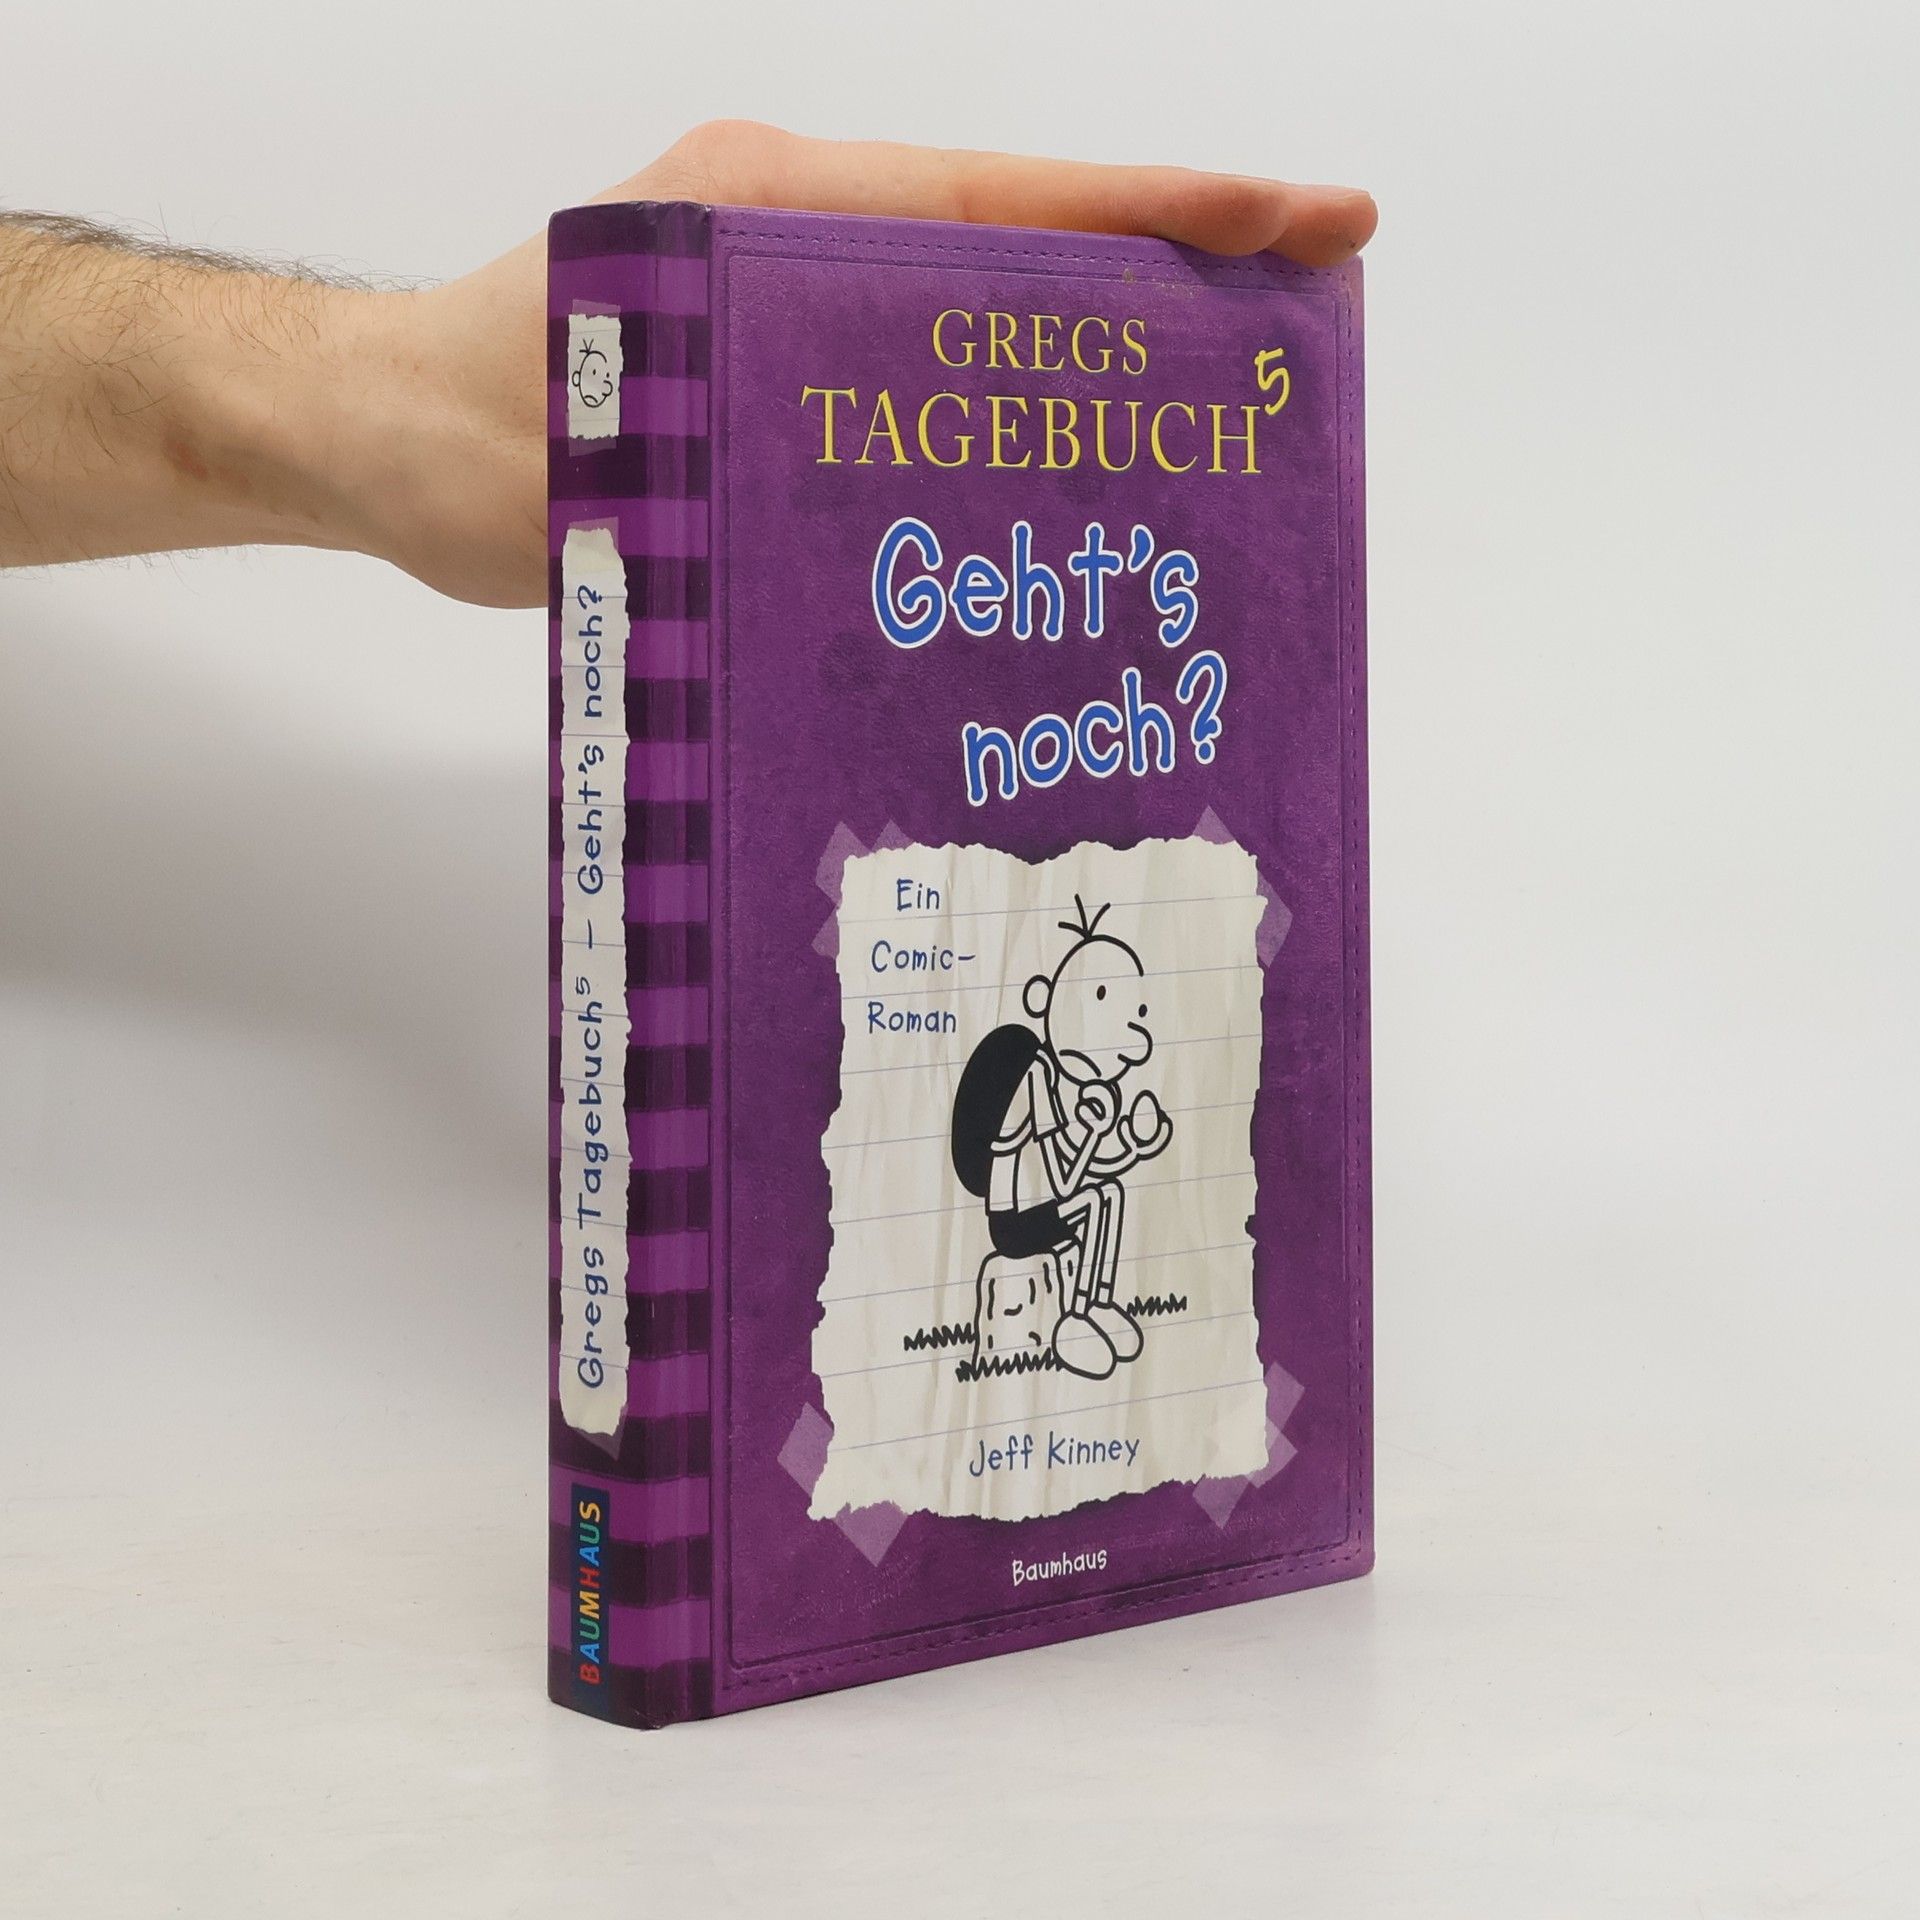 GREGS
TAGEBUCH⁵
Geht's
noch?
Ein
Comic-
Roman
Jeff Kinney
Baumhaus
Gregs Tagebuch⁵ – Geht's noch?
BAUMHAUS